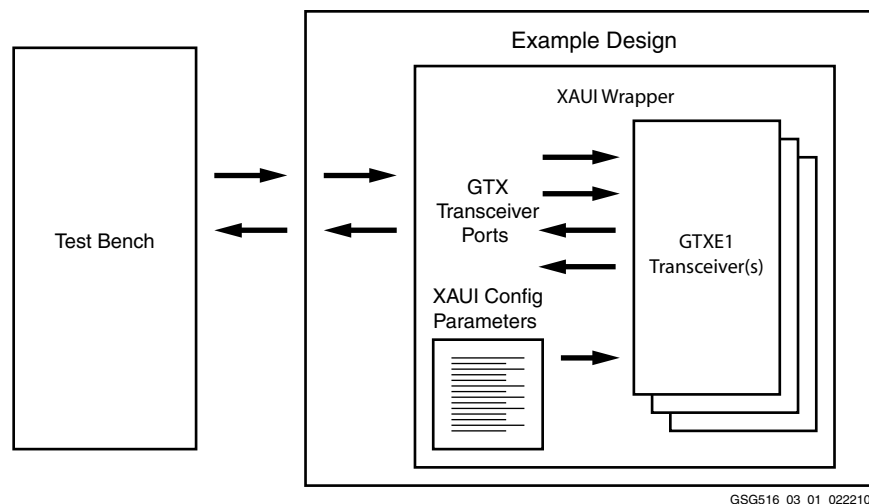 Example Design
XAUI Wrapper
Test Bench
GTX
Transceiver
Ports
GTXE1
Transceiver(s)
XAUI Config
Parameters
GSG516_03_01_022210